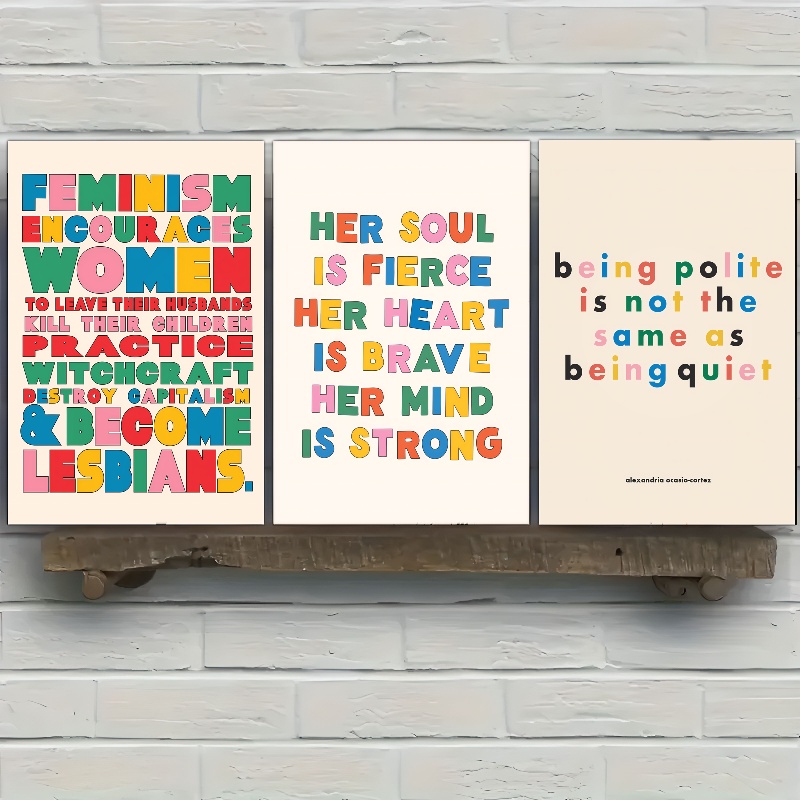 FEMINISM
ENCOURAGES
WOMEN
TO LEAVE THEIR HUSBANDS
KILL THEIR CHILDREN
PRACTICE
WITCHCRAFT
DESTROY CAPITALISM
& BECOME
LESBIANS.
HER SOUL
IS FIERCE
HER HEART
IS BRAVE
HER MIND
IS STRONG
being polite
is not the
same as
being quiet
alexandria ocasio-cortez